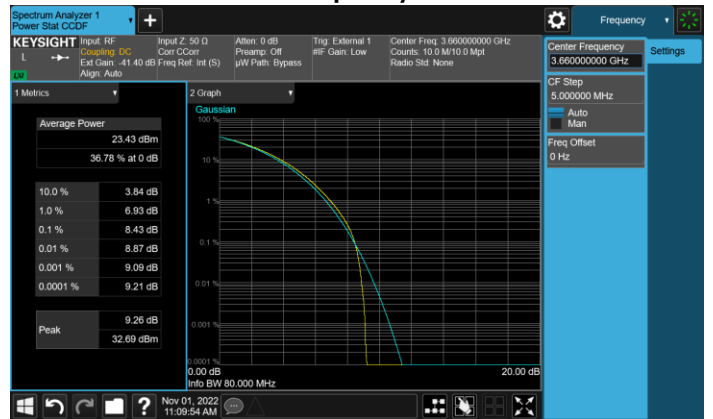 Spectrum Analyzer 1
Power Stat CCDF
+
Frequency
KEYSIGHT
L
Input: RF
Coupling: DC
Ext Gain: -41.40 dB
Align: Auto
Input Z: 50 Ω
Corr CCorr
Freq Ref: Int (S)
Atten: 0 dB
Preamp: Off
µW Path: Bypass
Trig: External 1
#IF Gain: Low
Center Freq: 3.660000000 GHz
Counts: 10.0 M/10.0 Mpt
Radio Std: None
Center Frequency
3.660000000 GHz
Settings
CF Step
5.000000 MHz
Auto
Man
Freq Offset
0 Hz
1 Metrics
Average Power
23.43 dBm
36.78 % at 0 dB
10.0 % 3.84 dB
1.0 % 6.93 dB
0.1 % 8.43 dB
0.01 % 8.87 dB
0.001 % 9.09 dB
0.0001 % 9.21 dB
Peak
9.26 dB
32.69 dBm
2 Graph
Gaussian
100 %
10 %
1 %
0.1 %
0.01 %
0.001 %
0.0001 %
0.00 dB 20.00 dB
Info BW 80.000 MHz
?
Nov 01, 2022
11:09:54 AM